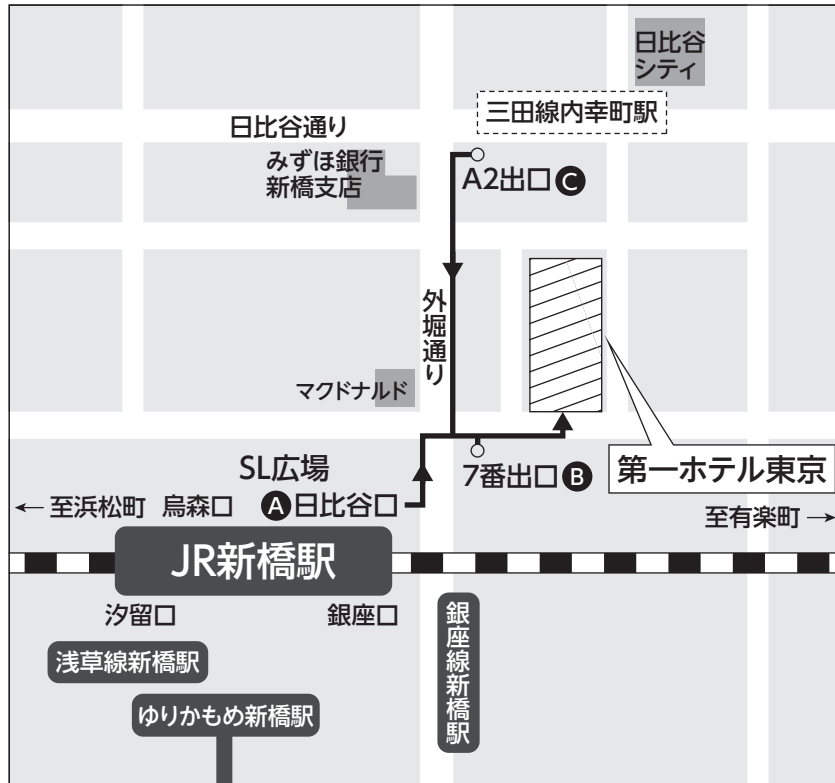 日比谷
シティ
三田線内幸町駅
日比谷通り
みずほ銀行
新橋支店
A2出口 C
外堀通り
マクドナルド
SL広場
7番出口 B
第一ホテル東京
← 至浜松町
烏森口
A 日比谷口
至有楽町 →
JR新橋駅
汐留口
銀座口
銀座線新橋駅
浅草線新橋駅
ゆりかもめ新橋駅